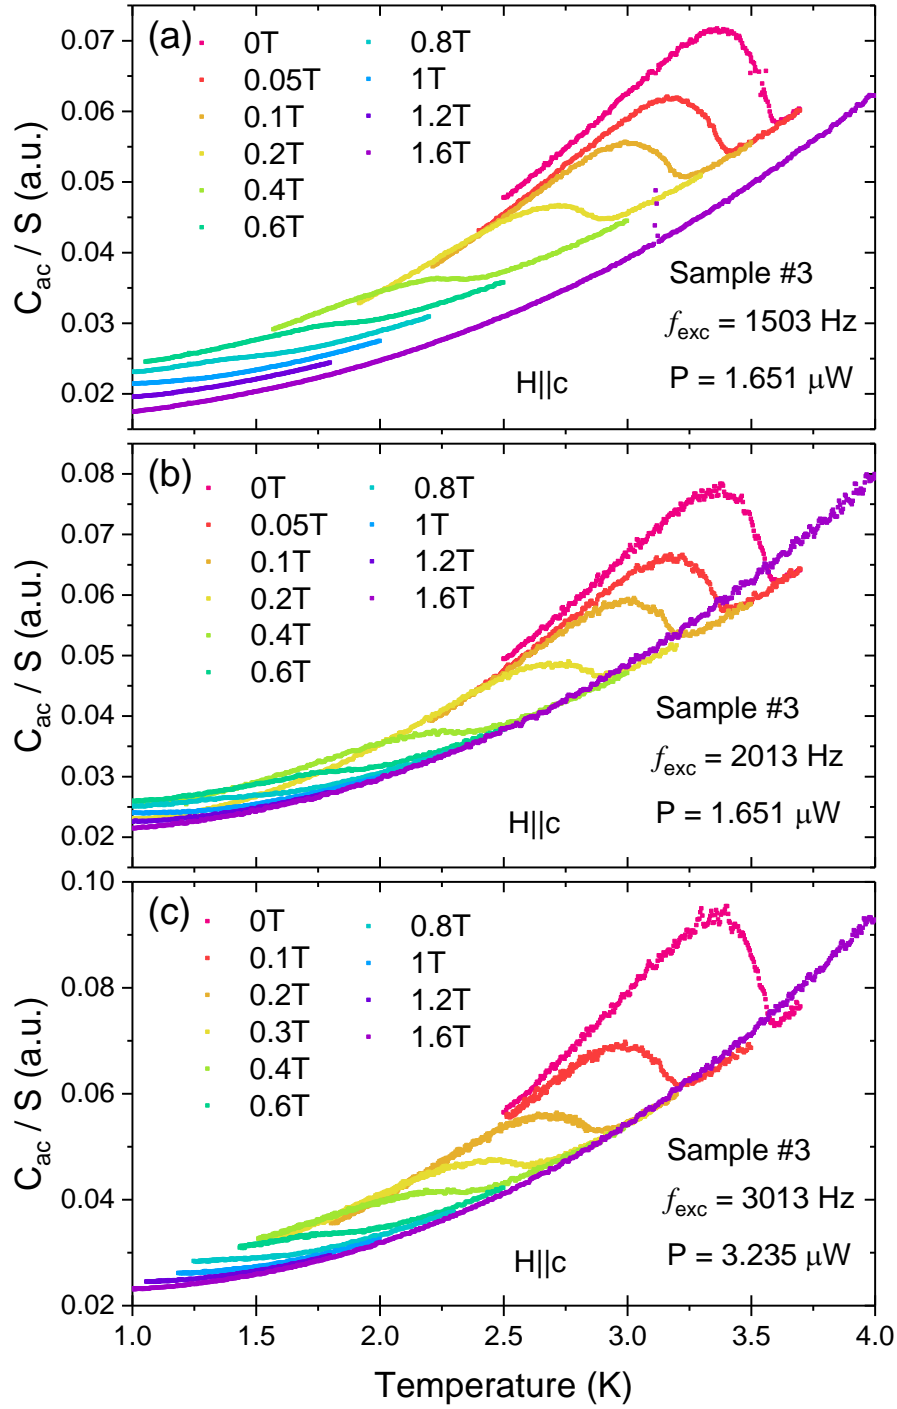 (a)
0T
0.05T
0.1T
0.2T
0.4T
0.6T
0.8T
1T
1.2T
1.6T
0.07
0.06
0.05
0.04
0.03
0.02
C_ac / S (a.u.)
Sample #3
f_exc = 1503 Hz
P = 1.651 μW
H||c
(b)
0T
0.05T
0.1T
0.2T
0.4T
0.6T
0.8T
1T
1.2T
1.6T
0.08
0.07
0.06
0.05
0.04
0.03
0.02
C_ac / S (a.u.)
Sample #3
f_exc = 2013 Hz
P = 1.651 μW
H||c
(c)
0T
0.1T
0.2T
0.3T
0.4T
0.6T
0.8T
1T
1.2T
1.6T
0.10
0.08
0.06
0.04
0.02
C_ac / S (a.u.)
Sample #3
f_exc = 3013 Hz
P = 3.235 μW
H||c
1.0 1.5 2.0 2.5 3.0 3.5 4.0
Temperature (K)